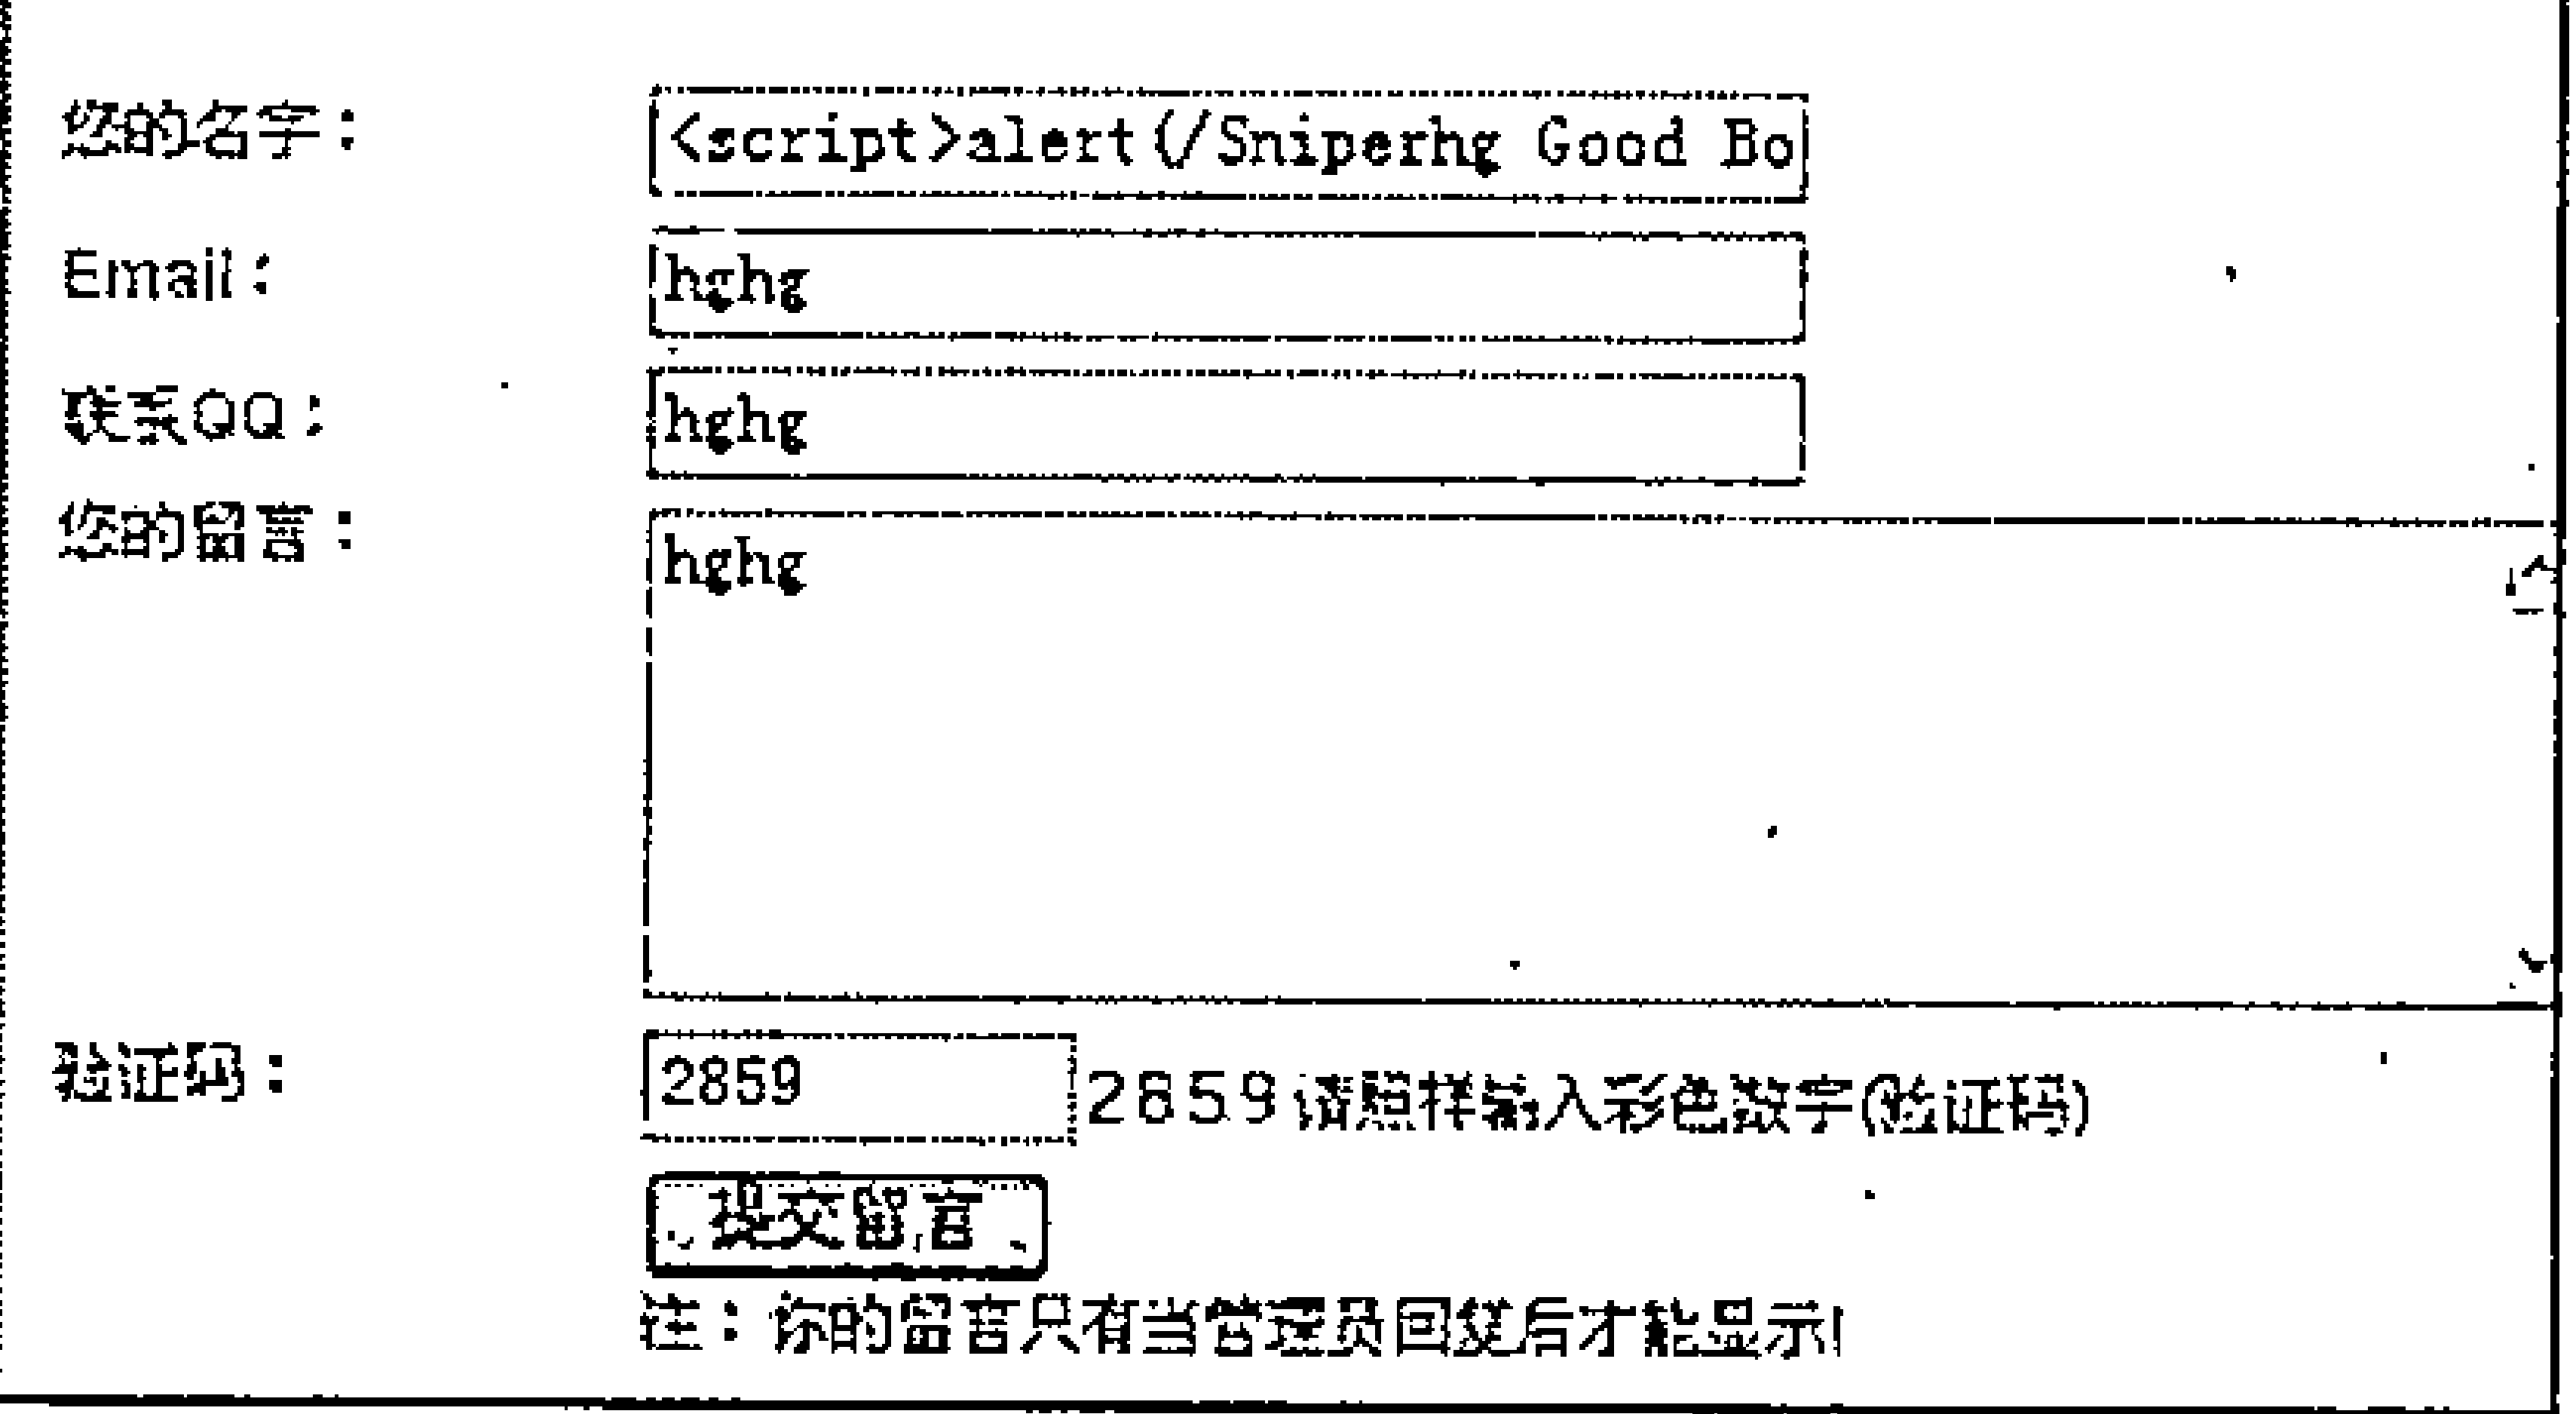 您的名字： <script>alert(/Sniperhg Good Bo
Email： hghg
联系QQ： hghg
您的留言： hghg
验证码： 2859 2859 请照样输入彩色数字(验证码)
提交留言
注：你的留言只有当管理员回复后才能显示!